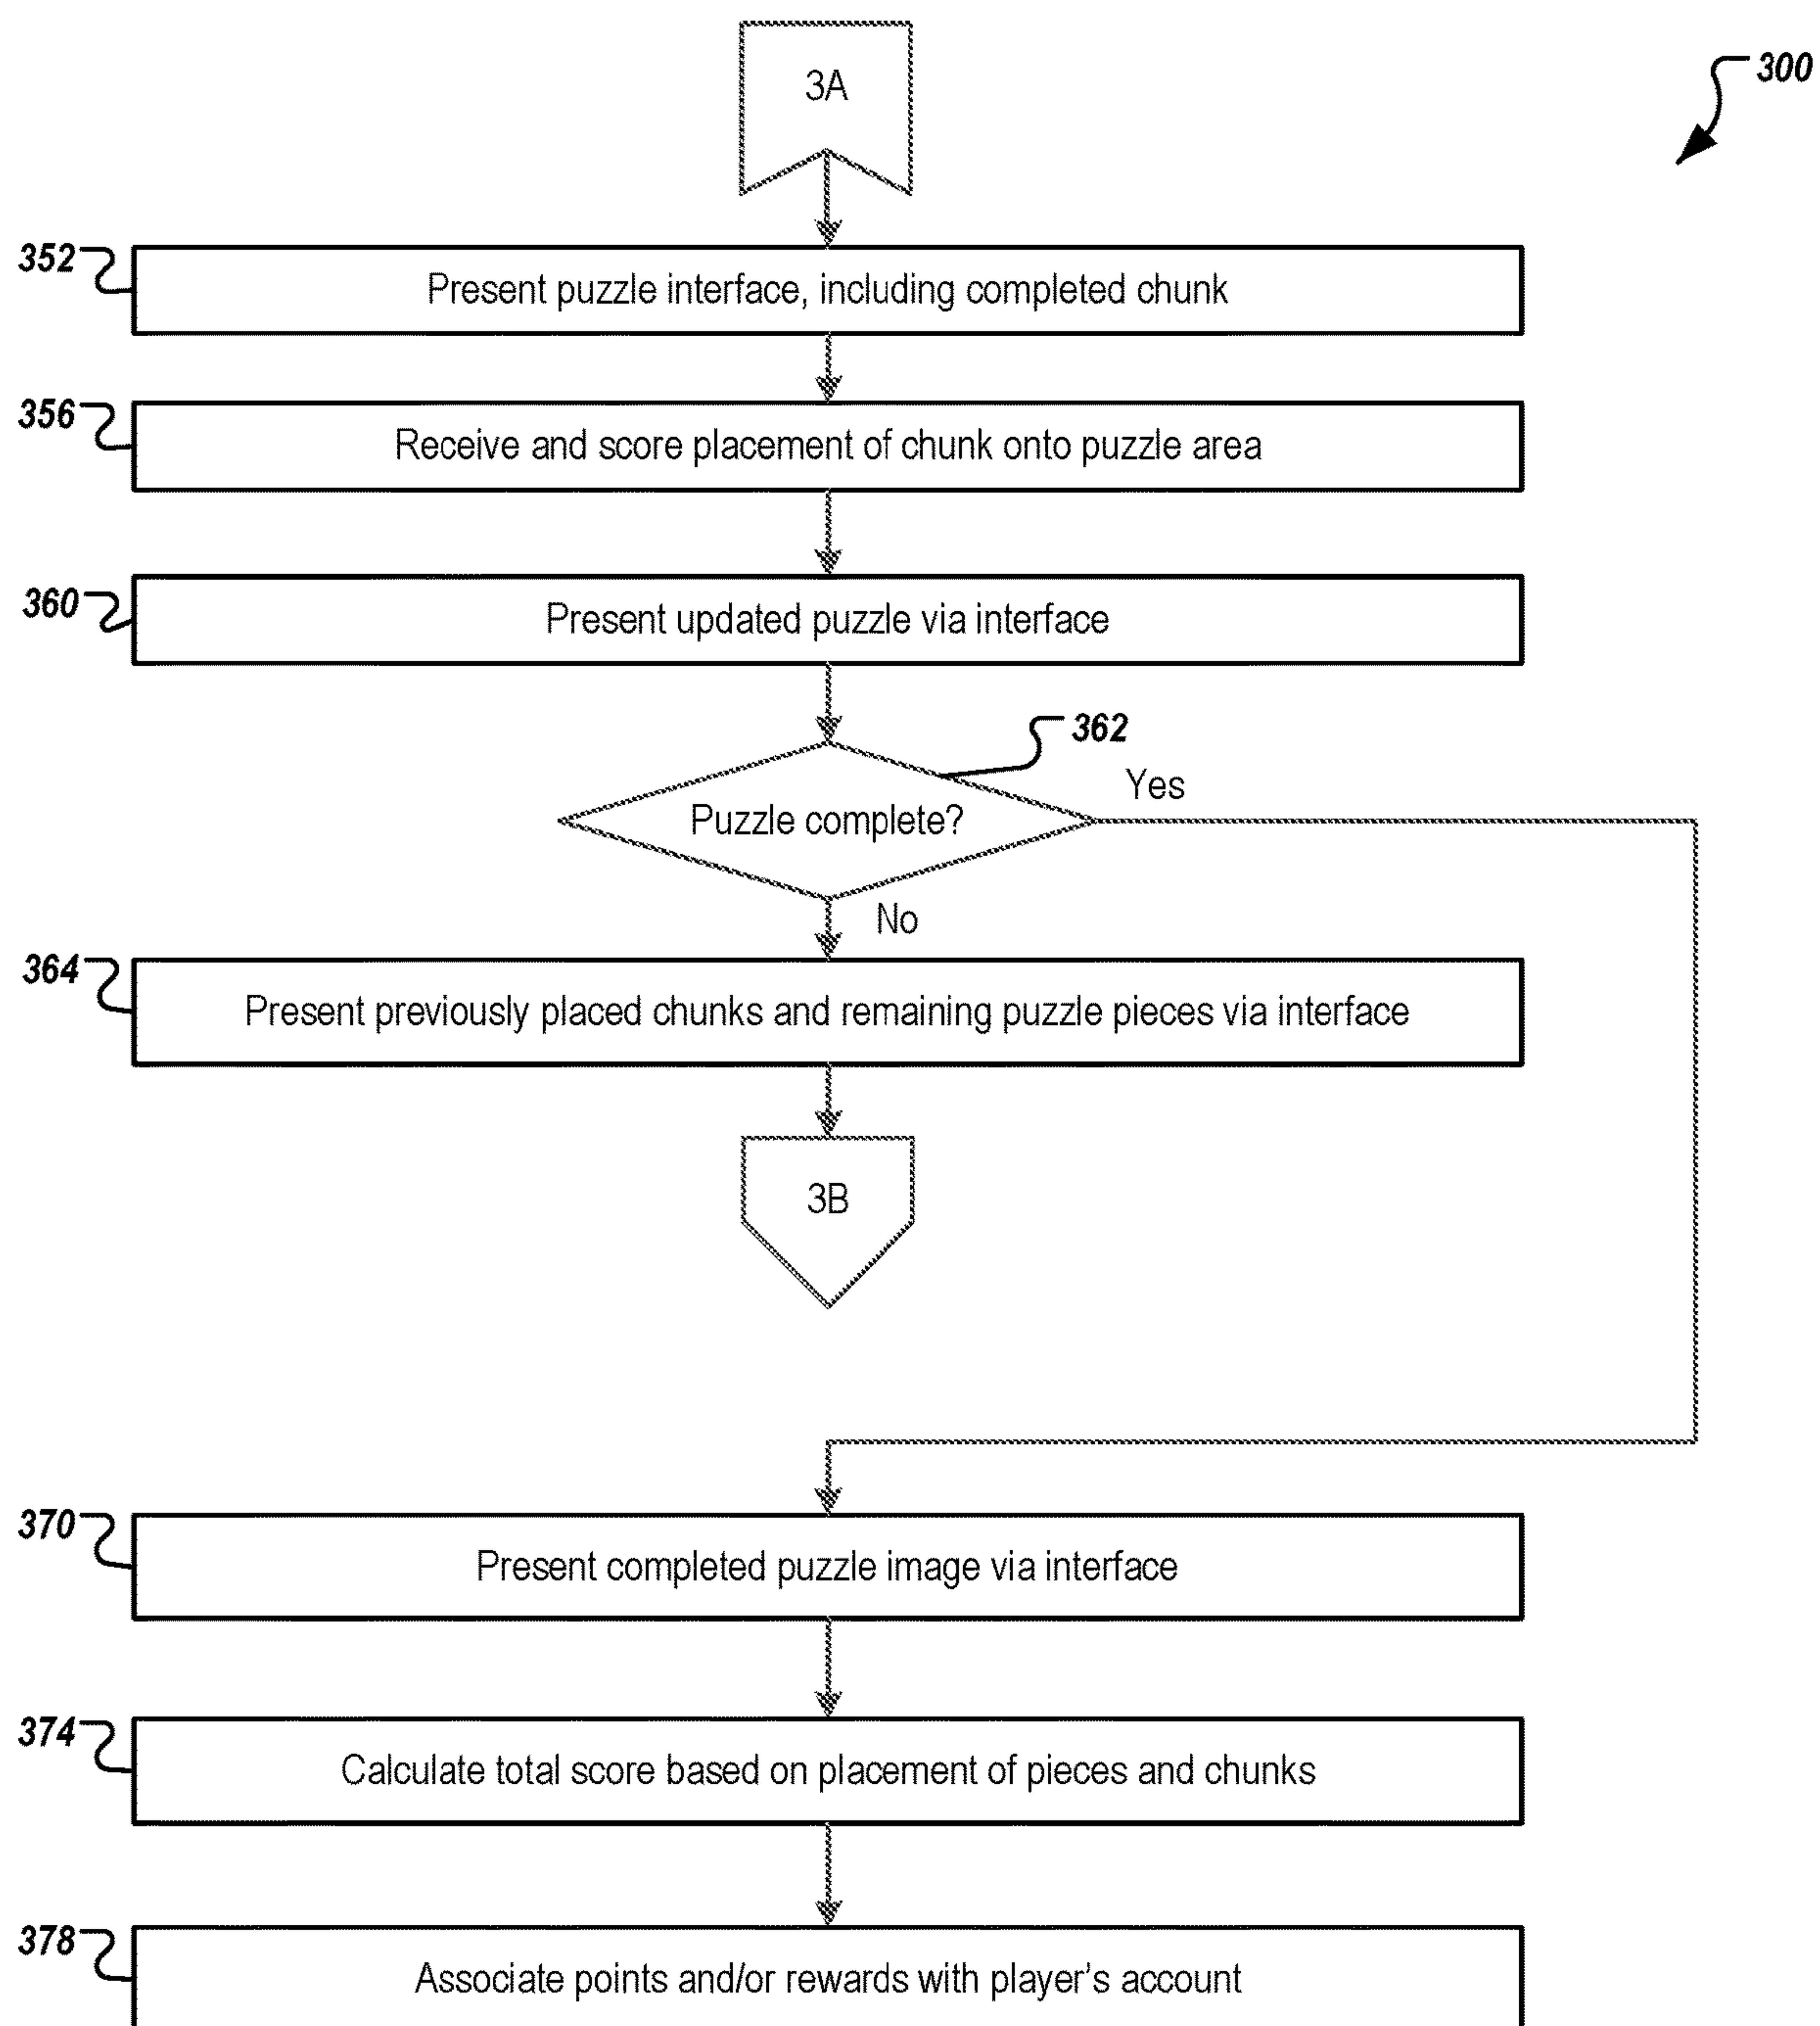 3A
300
352
Present puzzle interface, including completed chunk
356
Receive and score placement of chunk onto puzzle area
360
Present updated puzzle via interface
362
Yes
Puzzle complete?
No
364
Present previously placed chunks and remaining puzzle pieces via interface
3B
370
Present completed puzzle image via interface
374
Calculate total score based on placement of pieces and chunks
378
Associate points and/or rewards with player's account